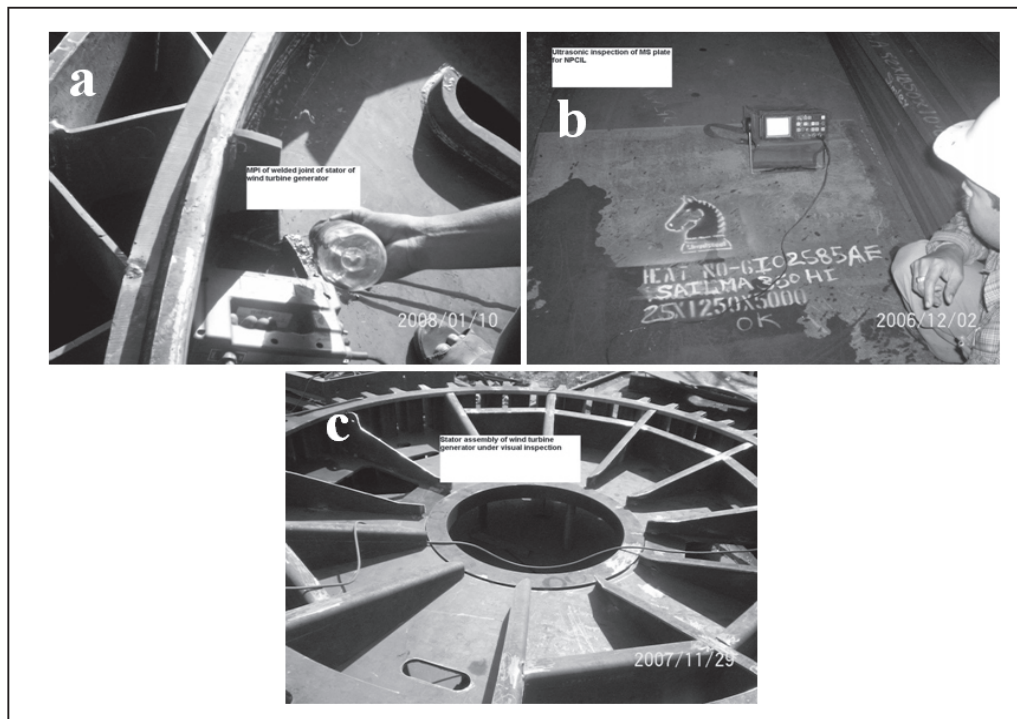 a
MPI of welded joint of stator of
wind turbine generator
2008/01/10
Ultrasonic inspection of MS plate
for NPCIL
b
HEAT NO-GI02585AE
SAILMA 350 HI
25X1250X5000
OK
2006/12/02
c
Stator assembly of wind turbine
generator under visual inspection
2007/11/29